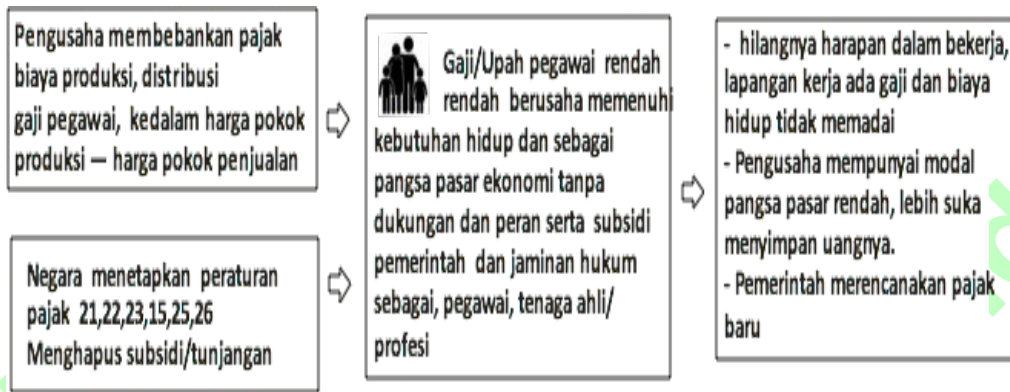 Pengusaha membebankan pajak
biaya produksi, distribusi
gaji pegawai, kedalam harga pokok
produksi — harga pokok penjualan
Negara menetapkan peraturan
pajak 21,22,23,15,25,26
Menghapus subsidi/tunjangan
Gaji/Upah pegawai rendah
rendah berusaha memenuhi
kebutuhan hidup dan sebagai
pangsa pasar ekonomi tanpa
dukungan dan peran serta subsidi
pemerintah dan jaminan hukum
sebagai, pegawai, tenaga ahli/
profesi
- hilangnya harapan dalam bekerja,
lapangan kerja ada gaji dan biaya
hidup tidak memadai
- Pengusaha mempunyai modal
pangsa pasar rendah, lebih suka
menyimpan uangnya.
- Pemerintah merencanakan pajak
baru